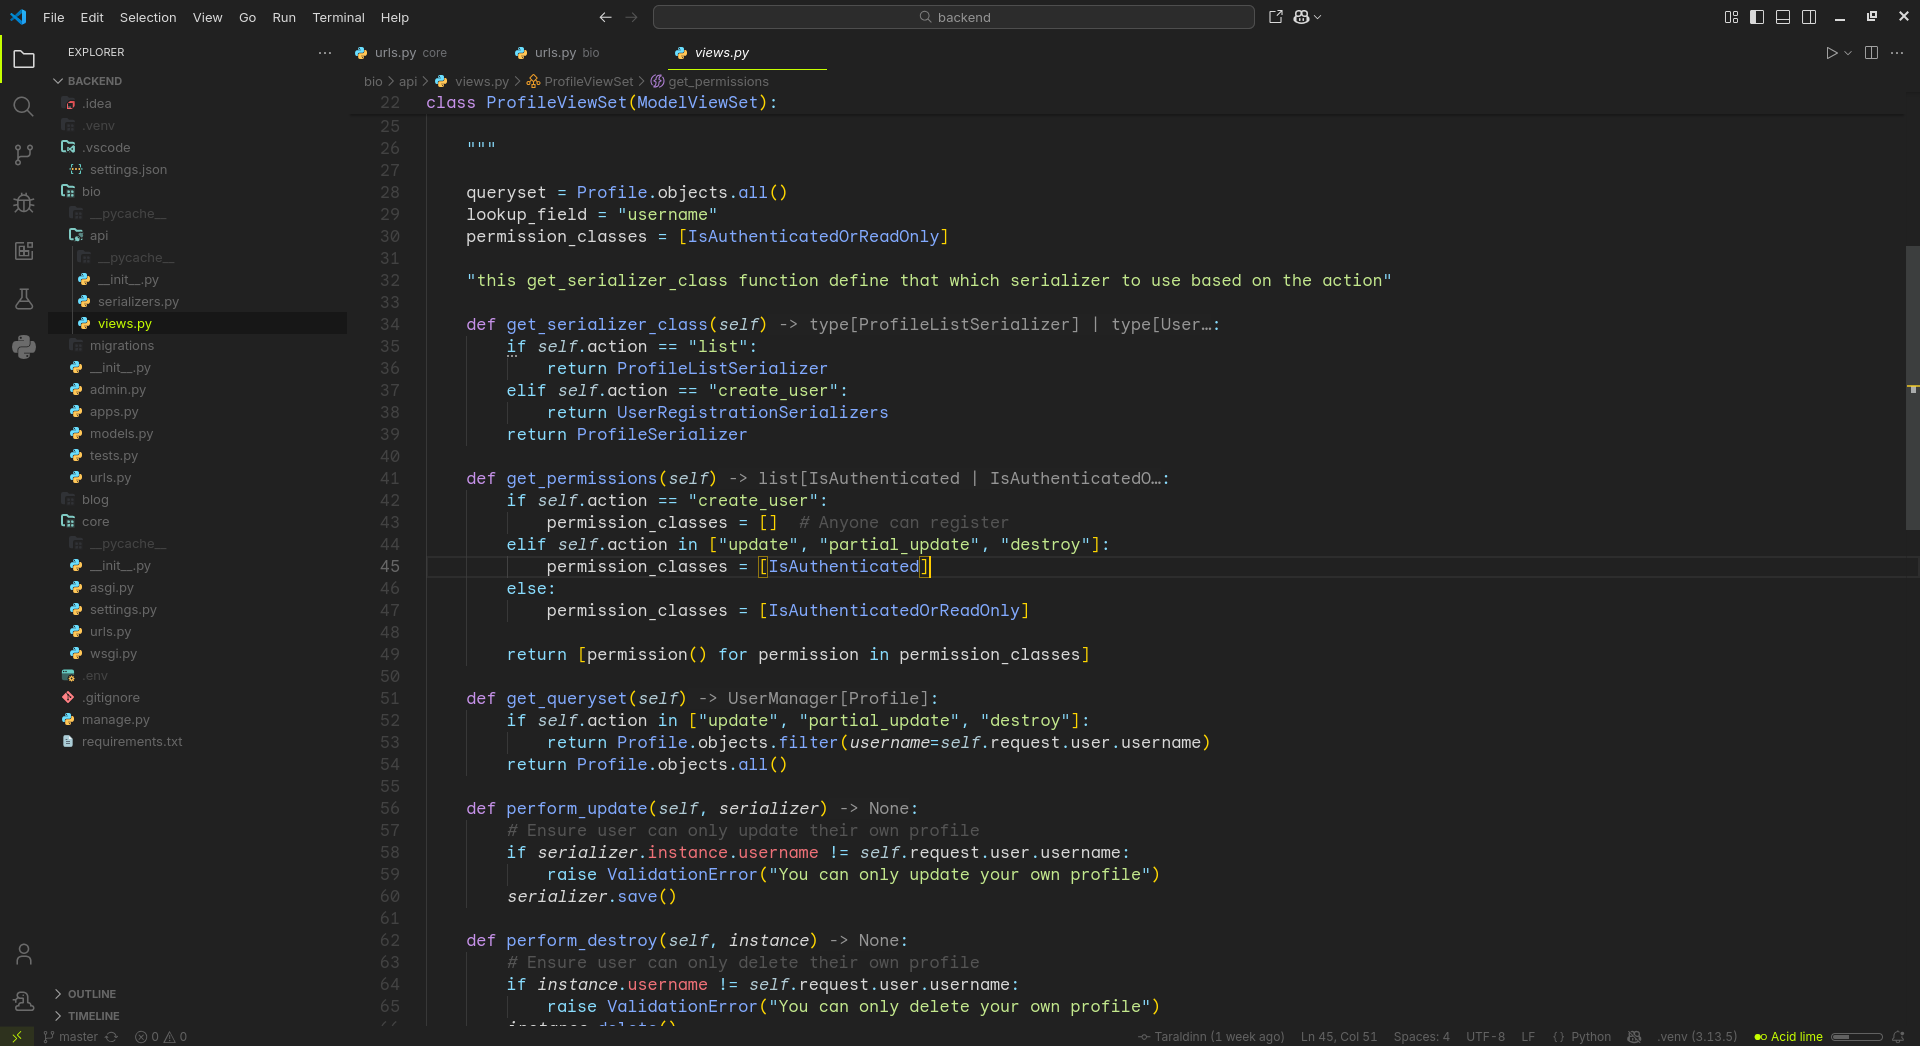 File Edit Selection View Go Run Terminal Help backend
EXPLORER
urls.py core urls.py bio views.py
BACKEND
bio > api > views.py > ProfileViewSet > get_permissions
.idea
.venv
.vscode
settings.json
bio
__pycache__
api
__pycache__
__init__.py
serializers.py
views.py
migrations
__init__.py
admin.py
apps.py
models.py
tests.py
urls.py
blog
core
__pycache__
__init__.py
asgi.py
settings.py
urls.py
wsgi.py
.env
.gitignore
manage.py
requirements.txt
OUTLINE
TIMELINE
22 class ProfileViewSet(ModelViewSet):
25
26     """
27
28     queryset = Profile.objects.all()
29     lookup_field = "username"
30     permission_classes = [IsAuthenticatedOrReadOnly]
31
32     "this get_serializer_class function define that which serializer to use based on the action"
33
34     def get_serializer_class(self) -> type[ProfileListSerializer] | type[User…:
35         if self.action == "list":
36             return ProfileListSerializer
37         elif self.action == "create_user":
38             return UserRegistrationSerializers
39         return ProfileSerializer
40
41     def get_permissions(self) -> list[IsAuthenticated | IsAuthenticatedO…:
42         if self.action == "create_user":
43             permission_classes = []  # Anyone can register
44         elif self.action in ["update", "partial_update", "destroy"]:
45             permission_classes = [IsAuthenticated]
46         else:
47             permission_classes = [IsAuthenticatedOrReadOnly]
48
49         return [permission() for permission in permission_classes]
50
51     def get_queryset(self) -> UserManager[Profile]:
52         if self.action in ["update", "partial_update", "destroy"]:
53             return Profile.objects.filter(username=self.request.user.username)
54         return Profile.objects.all()
55
56     def perform_update(self, serializer) -> None:
57         # Ensure user can only update their own profile
58         if serializer.instance.username != self.request.user.username:
59             raise ValidationError("You can only update your own profile")
60         serializer.save()
61
62     def perform_destroy(self, instance) -> None:
63         # Ensure user can only delete their own profile
64         if instance.username != self.request.user.username:
65             raise ValidationError("You can only delete your own profile")
66         instance.delete()
master 0 0 Taraldinn (1 week ago) Ln 45, Col 51 Spaces: 4 UTF-8 LF {} Python .venv (3.13.5) Acid lime